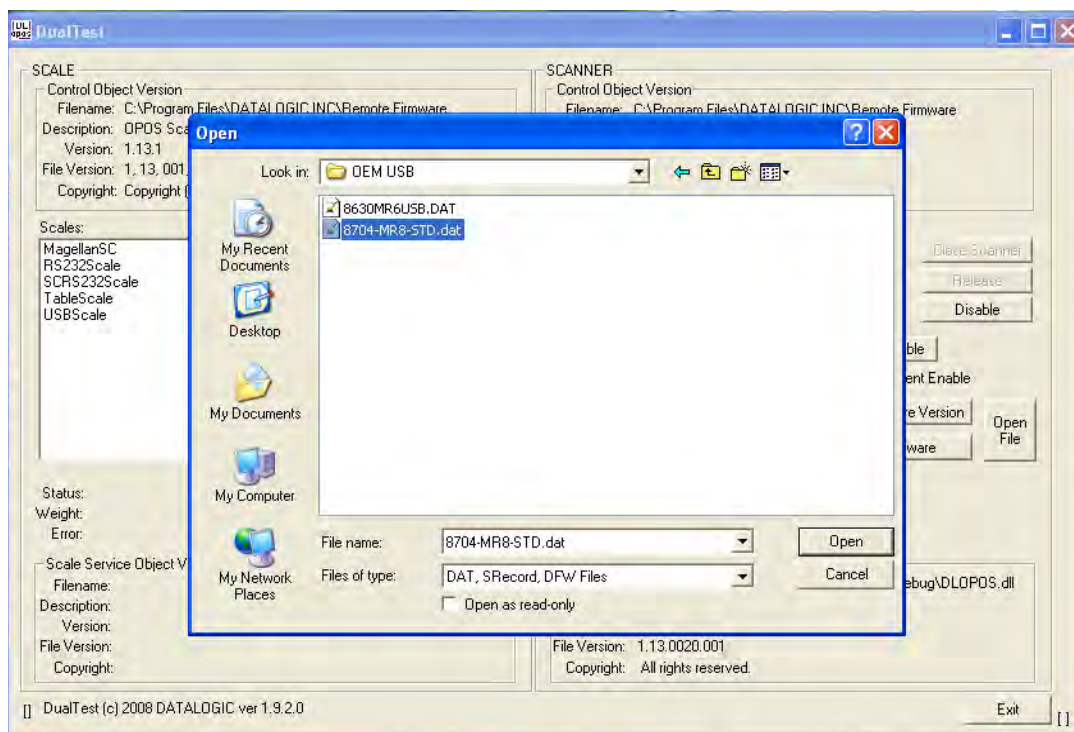 DualTest
SCALE
Control Object Version
Filename: C:\Program Files\DATALOGIC INC\Remote Firmware
Description: OPOS Sca
Version: 1.13.1
File Version: 1, 13, 001,
Copyright: Copyright (
Scales:
MagellanSC
RS232Scale
SCRS232Scale
TableScale
USBScale
Status:
Weight:
Error:
Scale Service Object V
Filename:
Description:
Version:
File Version:
Copyright:
SCANNER
Control Object Version
Filename: C:\Program Files\DATALOGIC INC\Remote Firmware
Close Scanner
Release
Disable
ble
ent Enable
re Version
ware
Open
File
ebug\DLOPOS.dll
File Version: 1.13.0020.001
Copyright: All rights reserved.
Open
Look in: OEM USB
8630MR6USB.DAT
8704-MR8-STD.dat
My Recent
Documents
Desktop
My Documents
My Computer
My Network
Places
File name: 8704-MR8-STD.dat
Open
Files of type: DAT, SRecord, DFW Files
Cancel
Open as read-only
[] DualTest (c) 2008 DATALOGIC ver 1.9.2.0
Exit
[ ]